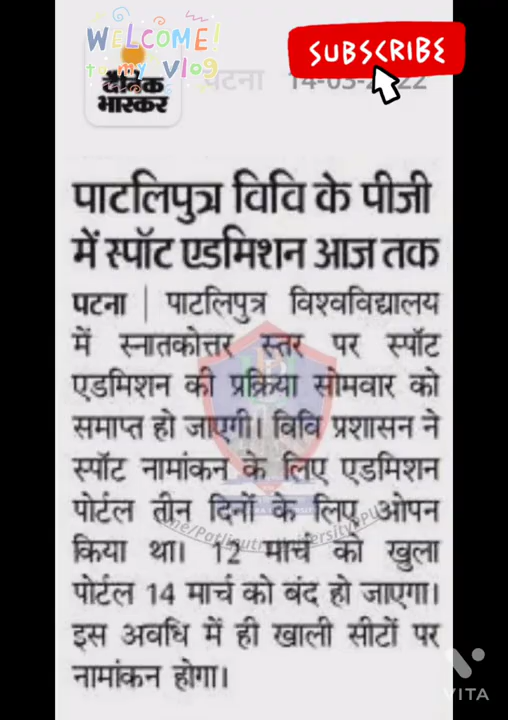 WELCOME!
to my vlog
SUBSCRIBE
दैनिक
भास्कर
पटना
पाटलिपुत्र विवि के पीजी
में स्पॉट एडमिशन आज तक
पटना | पाटलिपुत्र विश्वविद्यालय
में स्नातकोत्तर स्तर पर स्पॉट
एडमिशन की प्रक्रिया सोमवार को
समाप्त हो जाएगी। विवि प्रशासन ने
स्पॉट नामांकन के लिए एडमिशन
पोर्टल तीन दिनों के लिए ओपन
किया था। 12 मार्च को खुला
पोर्टल 14 मार्च को बंद हो जाएगा।
इस अवधि में ही खाली सीटों पर
नामांकन होगा।
VITA